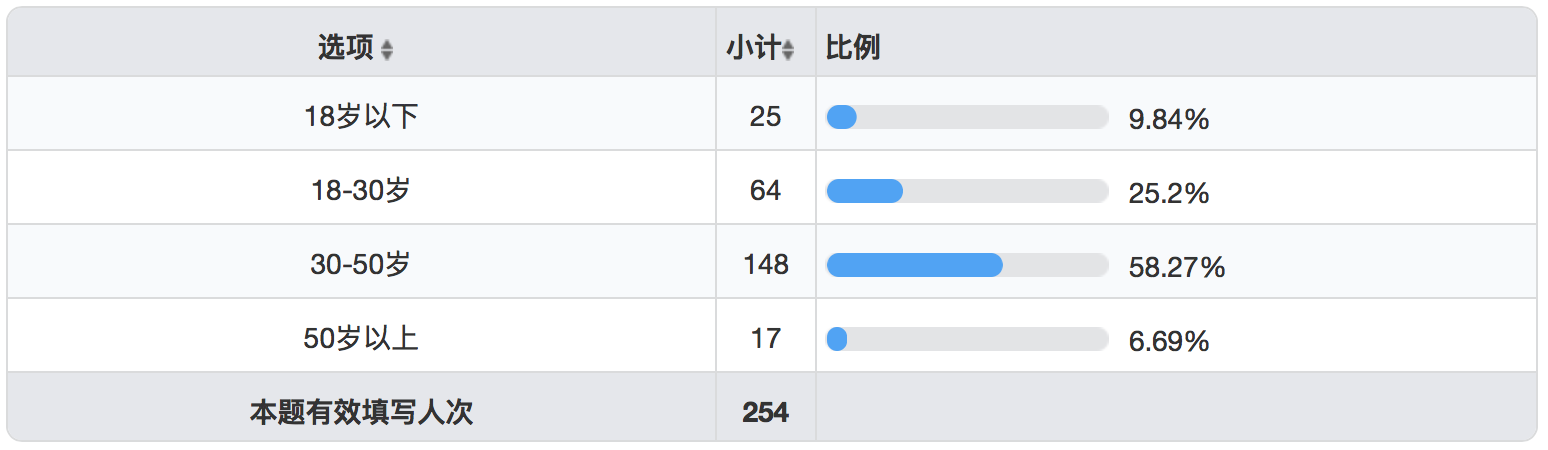 选项 小计 比例
18岁以下 25 9.84%
18-30岁 64 25.2%
30-50岁 148 58.27%
50岁以上 17 6.69%
本题有效填写人次 254